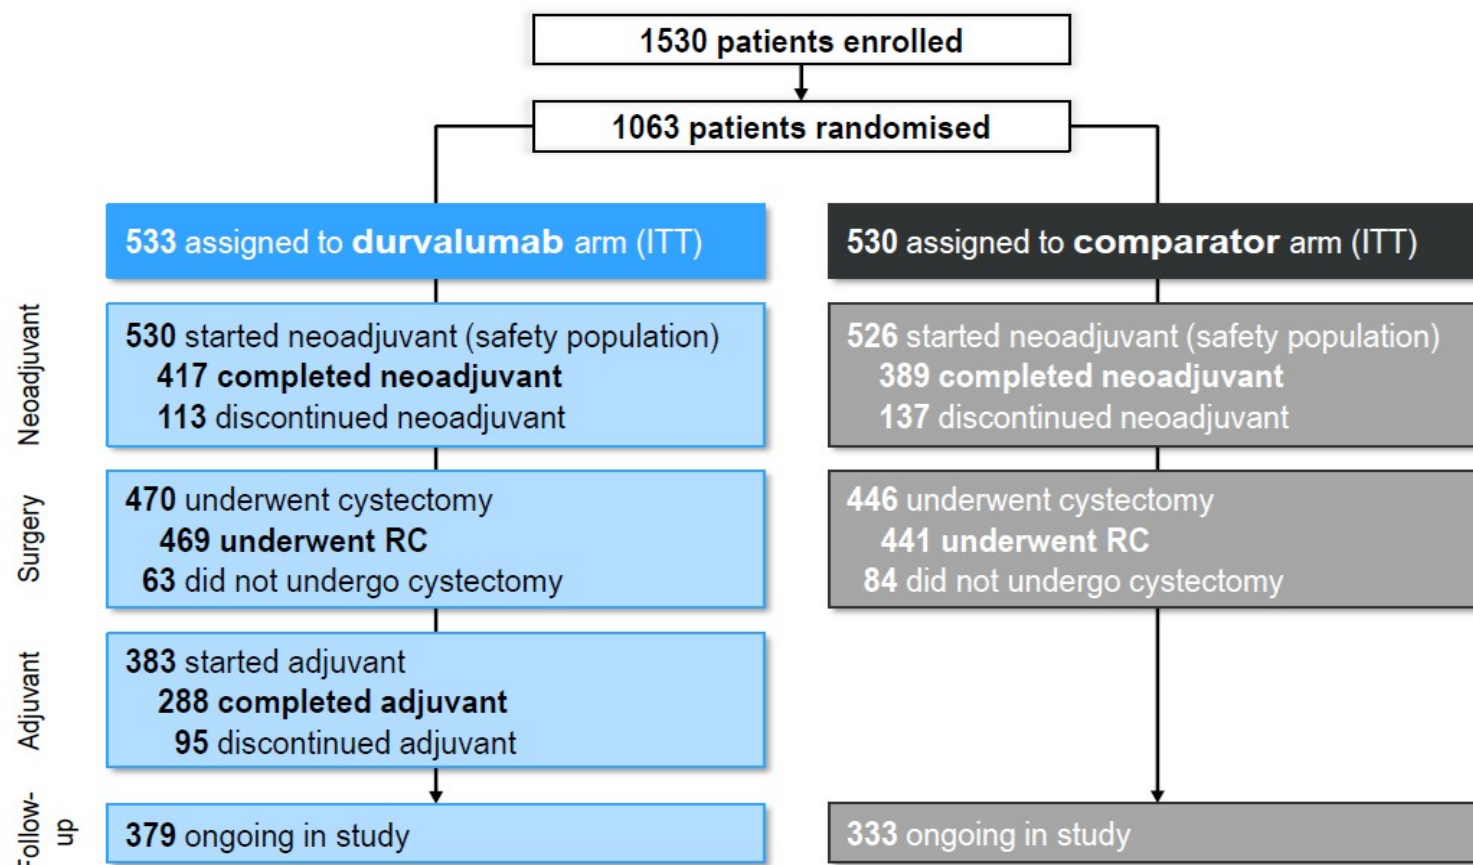 1530 patients enrolled
1063 patients randomised
533 assigned to durvalumab arm (ITT)
530 assigned to comparator arm (ITT)
Neoadjuvant
530 started neoadjuvant (safety population)
417 completed neoadjuvant
113 discontinued neoadjuvant
526 started neoadjuvant (safety population)
389 completed neoadjuvant
137 discontinued neoadjuvant
Surgery
470 underwent cystectomy
469 underwent RC
63 did not undergo cystectomy
446 underwent cystectomy
441 underwent RC
84 did not undergo cystectomy
Adjuvant
383 started adjuvant
288 completed adjuvant
95 discontinued adjuvant
Follow-
up
379 ongoing in study
333 ongoing in study